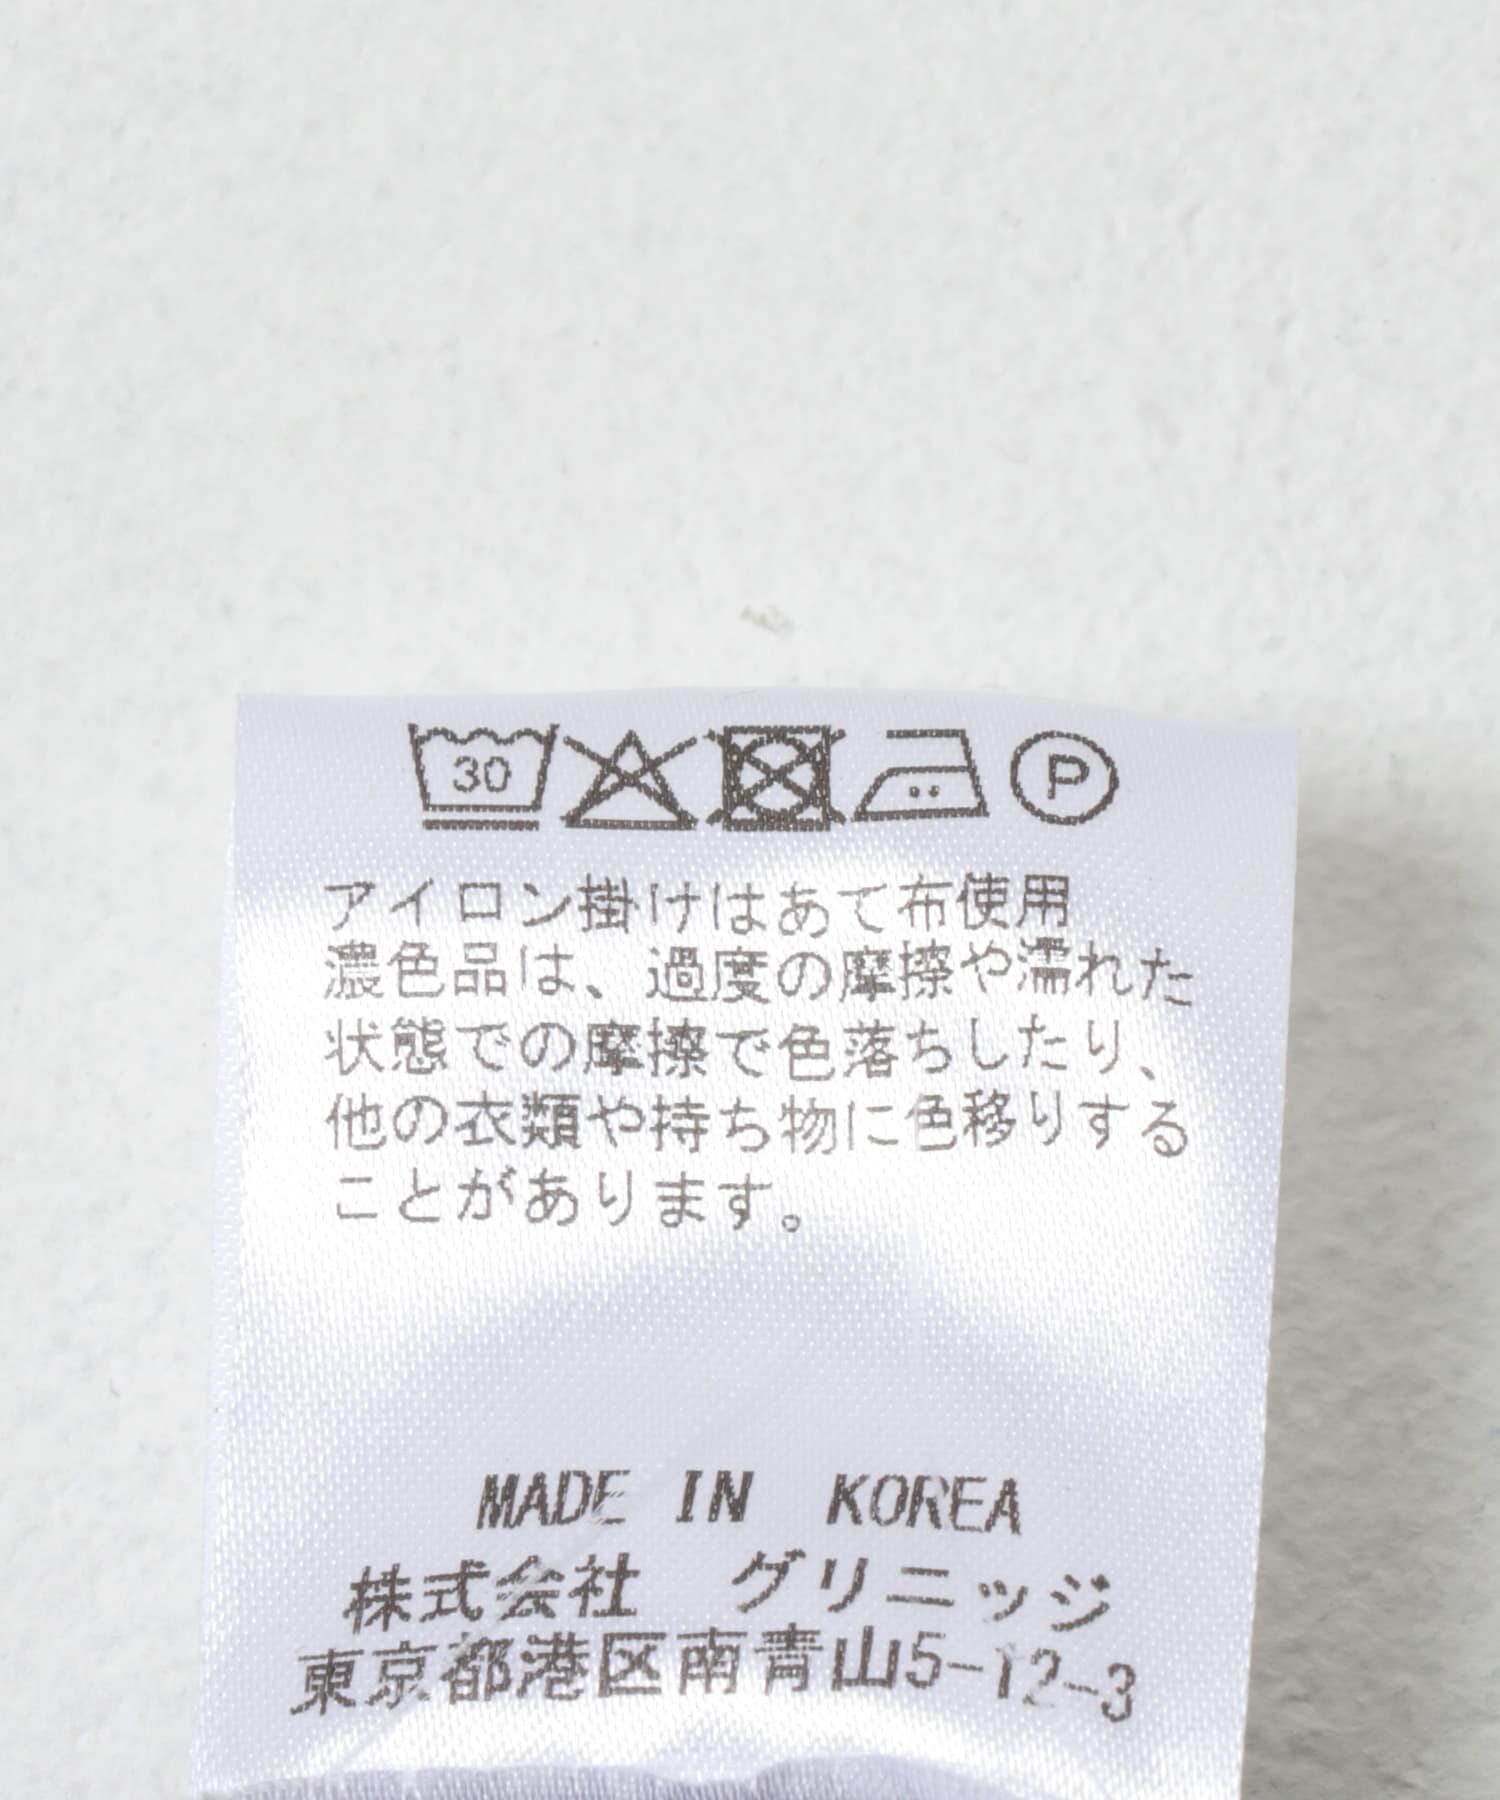 30 P
アイロン掛けはあて布使用
濃色品は、過度の摩擦や濡れた
状態での摩擦で色落ちしたり、
他の衣類や持ち物に色移りする
ことがあります。
MADE IN KOREA
株式会社 グリニッジ
東京都港区南青山5-12-3